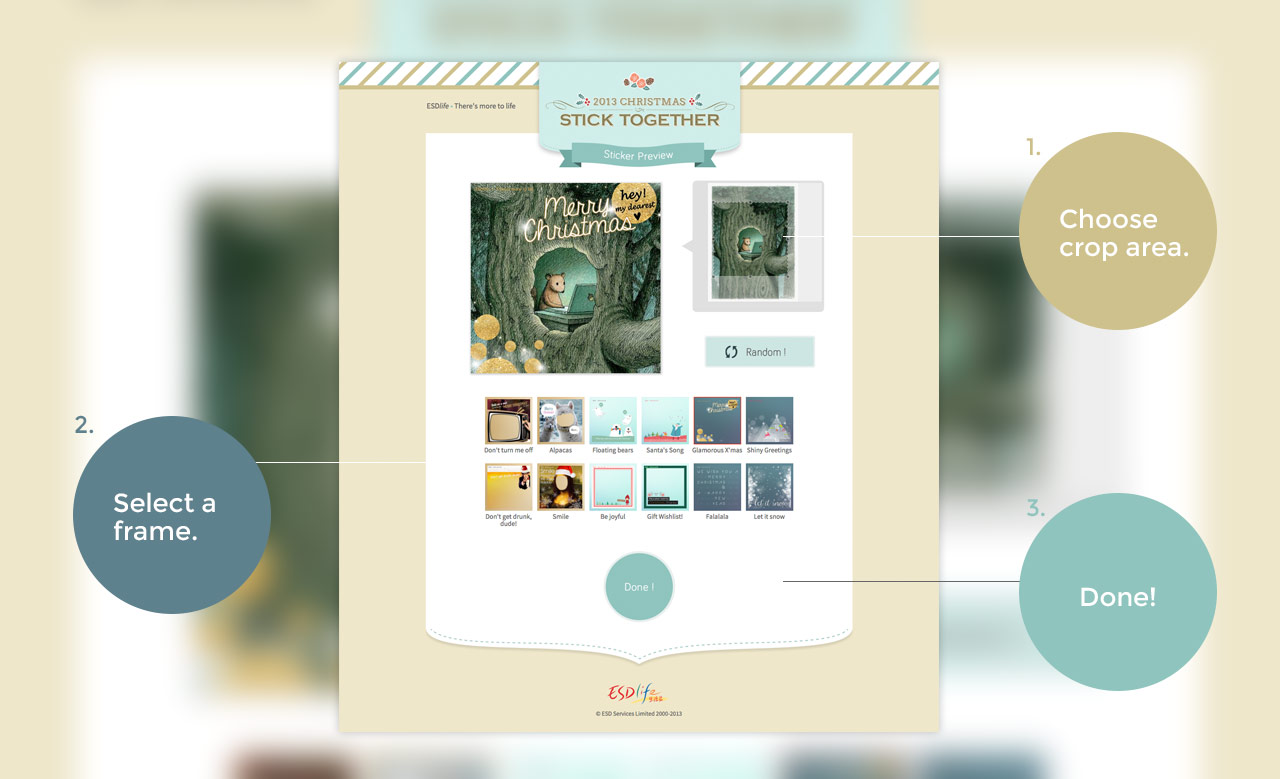 ESDlife - There's more to life
2013 CHRISTMAS
STICK TOGETHER
Sticker Preview
Merry
Christmas
hey!
my dearest
Random !
Don't turn me off
Alpacas
Floating bears
Santa's Song
Glamorous X'mas
Shiny Greetings
Don't get drunk,
dude!
Smile
Be joyful
Gift Wishlist!
Falalala
Let it snow
Done !
ESDlife
© ESD Services Limited 2000-2013
1.
Choose
crop area.
2.
Select a
frame.
3.
Done!